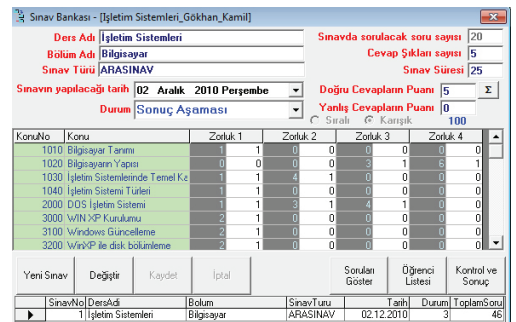 Sınav Bankası - [İşletim Sistemleri_Gökhan_Kamil]
Ders Adı İşletim Sistemleri Sınavda sorulacak soru sayısı 20
Bölüm Adı Bilgisayar Cevap Şıkları sayısı 5
Sınav Türü ARASINAV Sınav Süresi 25
Sınavın yapılacağı tarih 02 Aralık 2010 Perşembe Doğru Cevapların Puanı 5 Σ
Durum Sonuç Aşaması Yanlış Cevapların Puanı 0
Sıralı Karışık 100
KonuNo Konu Zorluk 1 Zorluk 2 Zorluk 3 Zorluk 4
1010 Bilgisayar Tanımı 1 1 0 0 0 0 0 0
1020 Bilgisayarın Yapısı 0 0 0 0 3 1 6 1
1030 İşletim Sistemlerinde Temel Ka 1 1 4 1 0 0 0 0
1040 İşletim Sistemi Türleri 1 1 0 0 0 0 0 0
2000 DOS İşletim Sistemi 1 1 3 1 4 1 0 0
3000 WIN XP Kurulumu 2 1 0 0 0 0 0 0
3100 Windows Güncelleme 2 1 0 0 0 0 0 0
3200 WinXP ile disk bölümleme 2 1 0 0 0 0 0 0
Yeni Sınav Değiştir Kaydet İptal Soruları Göster Öğrenci Listesi Kontrol ve Sonuç
SınavNo DersAdi Bolum SınavTuru Tarih Durum ToplamSoru
1 İşletim Sistemleri Bilgisayar ARASINAV 02.12.2010 3 46